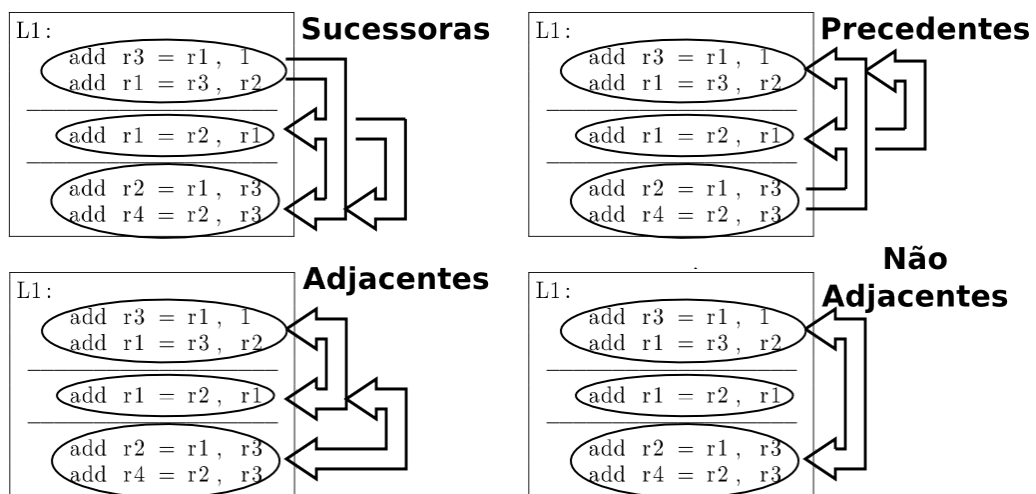 Sucessoras
L1:
add r3 = r1, 1
add r1 = r3, r2
add r1 = r2, r1
add r2 = r1, r3
add r4 = r2, r3
Precedentes
L1:
add r3 = r1, 1
add r1 = r3, r2
add r1 = r2, r1
add r2 = r1, r3
add r4 = r2, r3
Adjacentes
L1:
add r3 = r1, 1
add r1 = r3, r2
add r1 = r2, r1
add r2 = r1, r3
add r4 = r2, r3
Não
Adjacentes
L1:
add r3 = r1, 1
add r1 = r3, r2
add r1 = r2, r1
add r2 = r1, r3
add r4 = r2, r3